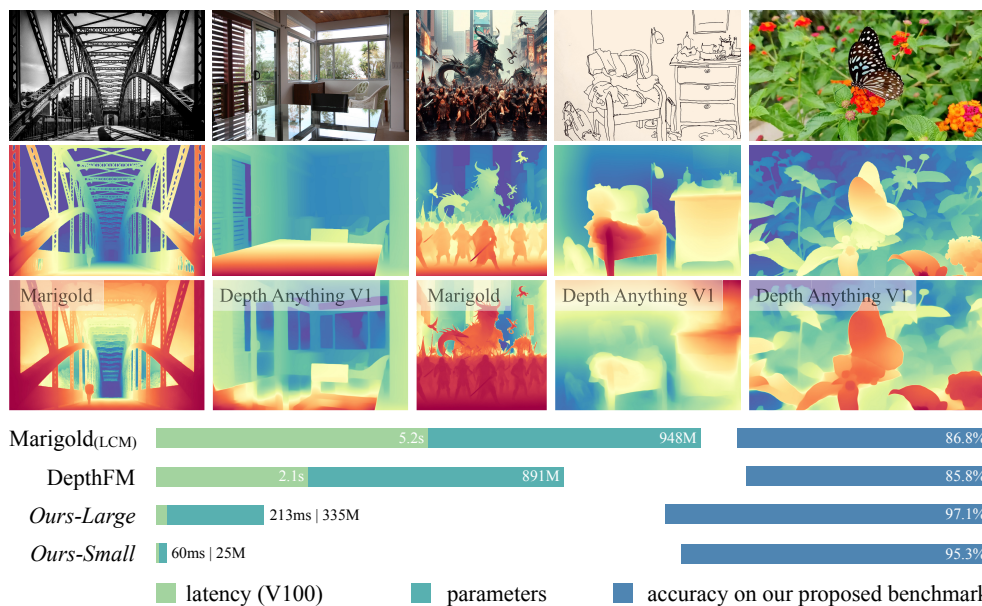 Marigold
Depth Anything V1
Marigold
Depth Anything V1
Depth Anything V1
Marigold(LCM) 5.2s 948M 86.8%
DepthFM 2.1s 891M 85.8%
Ours-Large 213ms | 335M 97.1%
Ours-Small 60ms | 25M 95.3%
latency (V100) parameters accuracy on our proposed benchmark